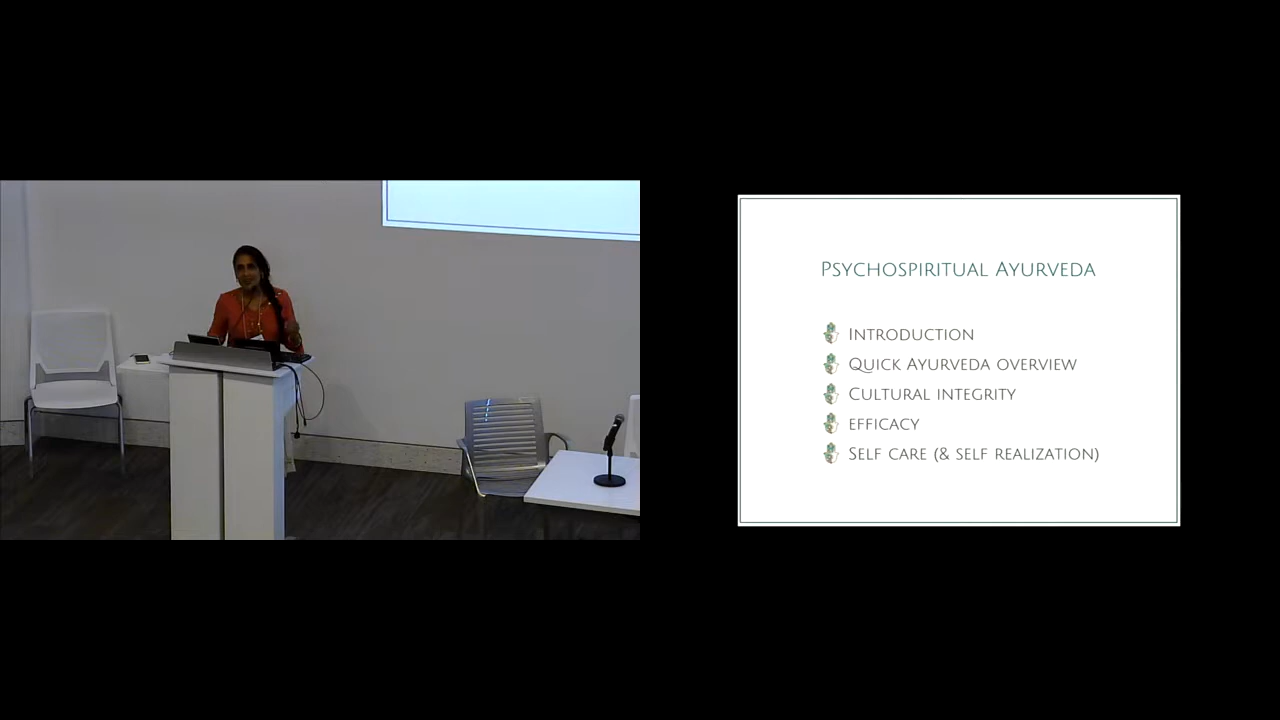 Psychospiritual Ayurveda
Introduction
Quick Ayurveda overview
Cultural integrity
efficacy
Self care (& self realization)